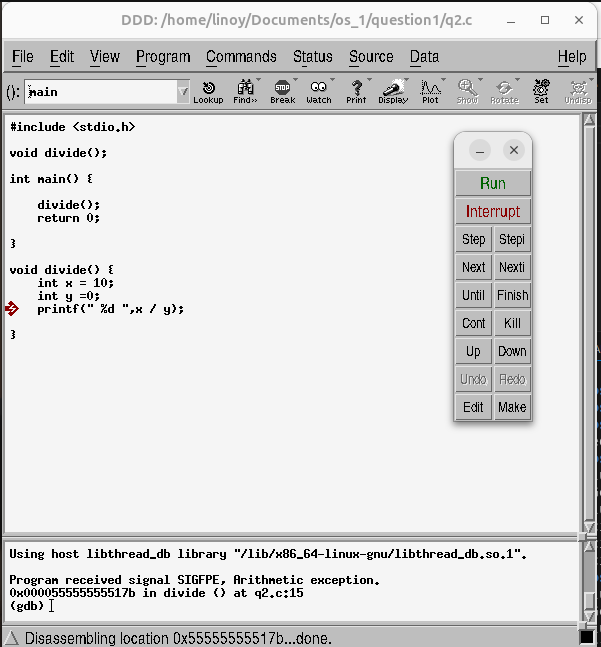 DDD: /home/linoy/Documents/os_1/question1/q2.c
File Edit View Program Commands Status Source Data Help
(): main
Lookup Find>> Break Watch Print Display Plot Show Rotate Set Undisp
STOP
#include <stdio.h>
void divide();
int main() {
divide();
return 0;
}
void divide() {
int x = 10;
int y =0;
printf(" %d ",x / y);
}
Run
Interrupt
Step Stepi
Next Nexti
Until Finish
Cont Kill
Up Down
Undo Redo
Edit Make
Using host libthread_db library "/lib/x86_64-linux-gnu/libthread_db.so.1".
Program received signal SIGFPE, Arithmetic exception.
0x000055555555517b in divide () at q2.c:15
(gdb)
Disassembling location 0x55555555517b...done.